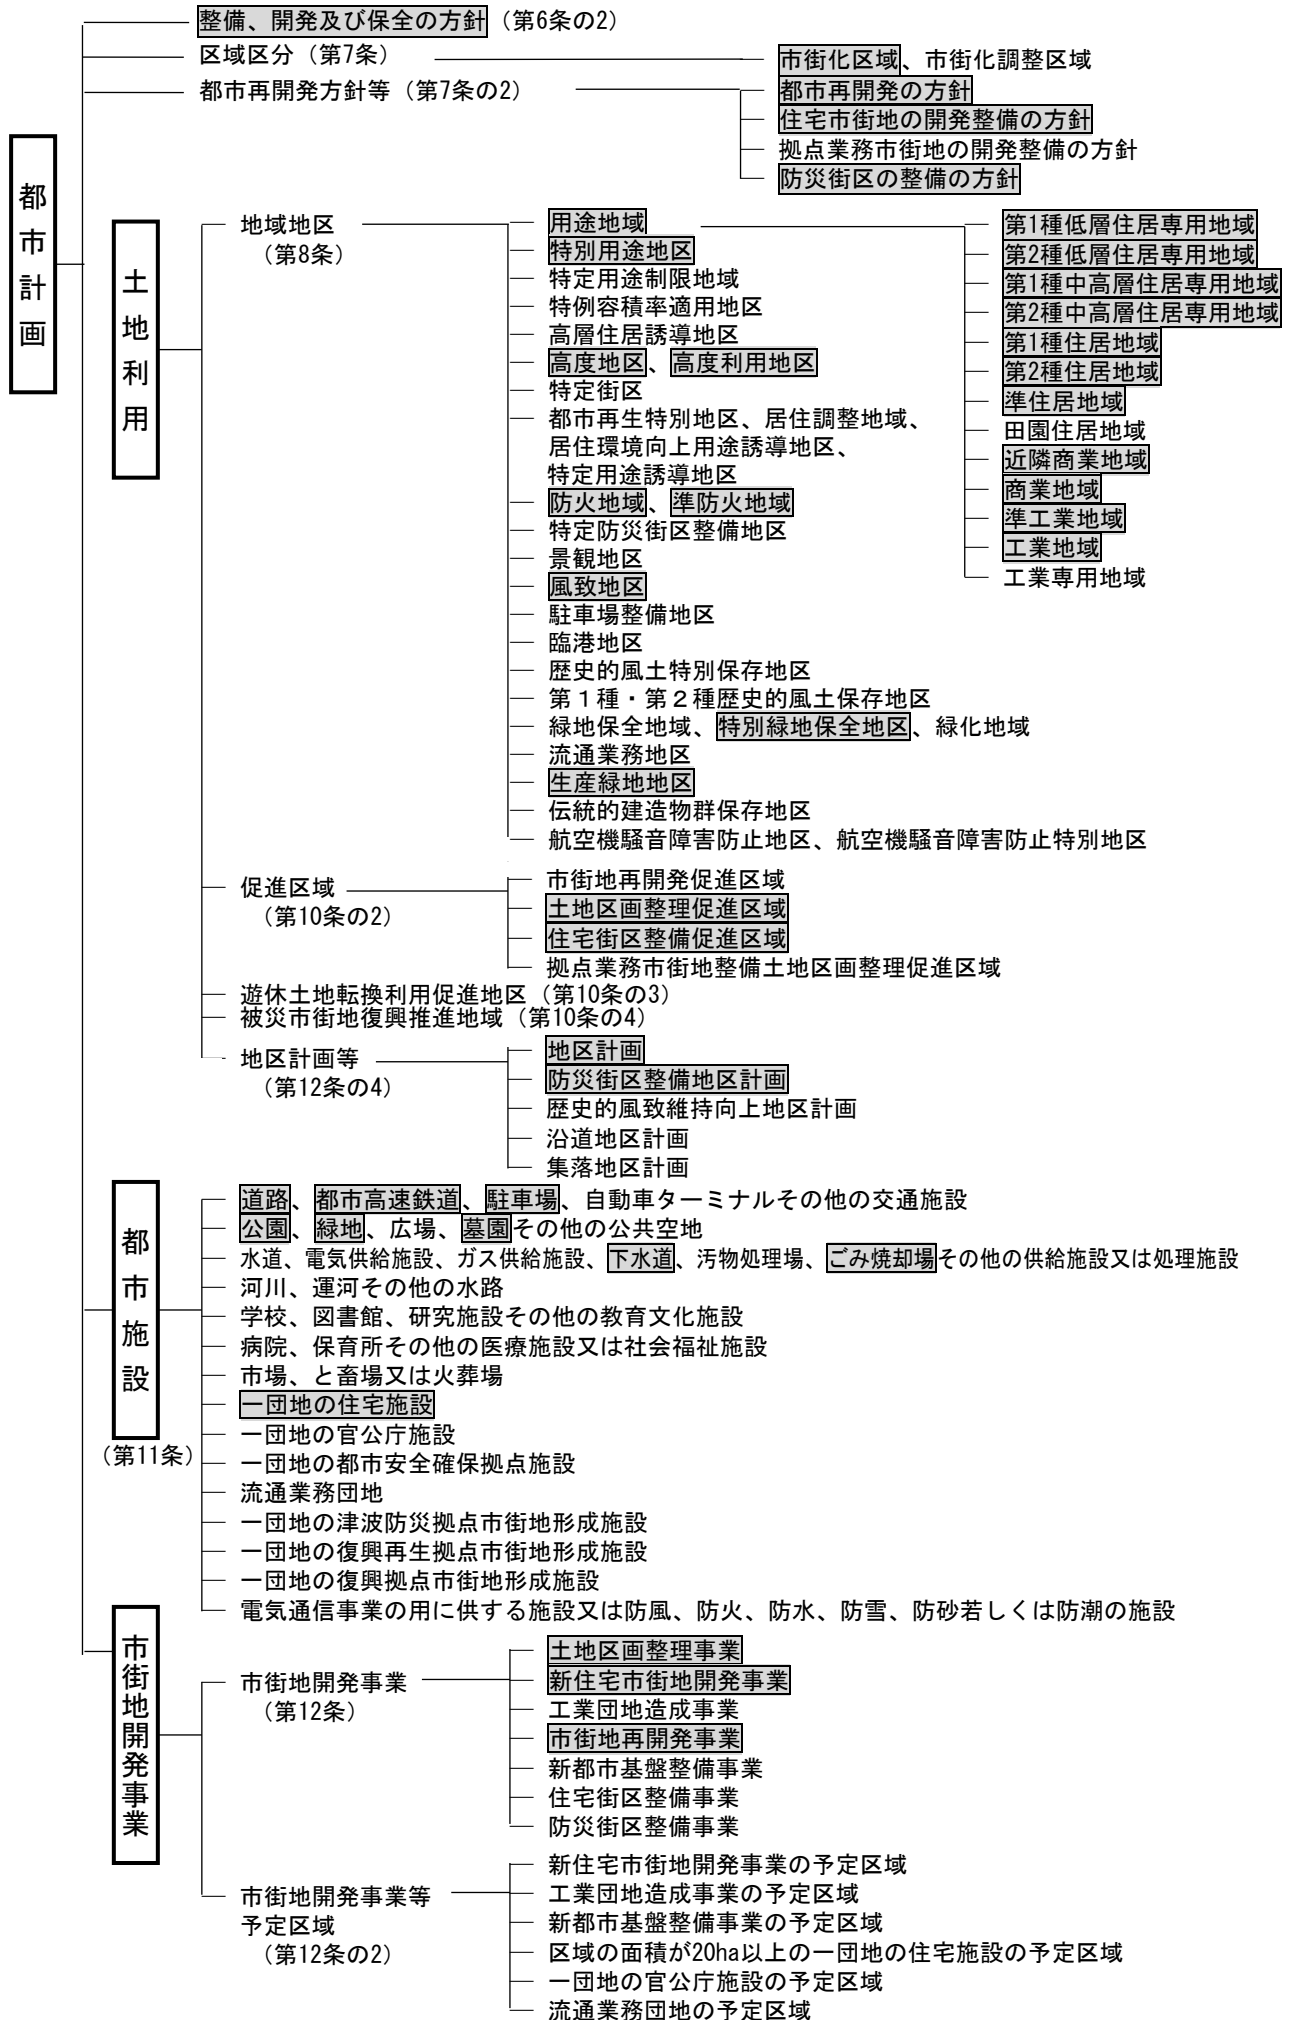 整備、開発及び保全の方針（第6条の2）
区域区分（第7条）
市街化区域、市街化調整区域
都市再開発方針等（第7条の2）
都市再開発の方針
住宅市街地の開発整備の方針
拠点業務市街地の開発整備の方針
防災街区の整備の方針
都市計画
土地利用
地域地区
（第8条）
用途地域
特別用途地区
特定用途制限地域
特例容積率適用地区
高層住居誘導地区
高度地区、高度利用地区
特定街区
都市再生特別地区、居住調整地域、
居住環境向上用途誘導地区、
特定用途誘導地区
防火地域、準防火地域
特定防災街区整備地区
景観地区
風致地区
駐車場整備地区
臨港地区
歴史的風土特別保存地区
第１種・第２種歴史的風土保存地区
緑地保全地域、特別緑地保全地区、緑化地域
流通業務地区
生産緑地地区
伝統的建造物群保存地区
航空機騒音障害防止地区、航空機騒音障害防止特別地区
第1種低層住居専用地域
第2種低層住居専用地域
第1種中高層住居専用地域
第2種中高層住居専用地域
第1種住居地域
第2種住居地域
準住居地域
田園住居地域
近隣商業地域
商業地域
準工業地域
工業地域
工業専用地域
促進区域
（第10条の2）
市街地再開発促進区域
土地区画整理促進区域
住宅街区整備促進区域
拠点業務市街地整備土地区画整理促進区域
遊休土地転換利用促進地区（第10条の3）
被災市街地復興推進地域（第10条の4）
地区計画等
（第12条の4）
地区計画
防災街区整備地区計画
歴史的風致維持向上地区計画
沿道地区計画
集落地区計画
都市施設
（第11条）
道路、都市高速鉄道、駐車場、自動車ターミナルその他の交通施設
公園、緑地、広場、墓園その他の公共空地
水道、電気供給施設、ガス供給施設、下水道、汚物処理場、ごみ焼却場その他の供給施設又は処理施設
河川、運河その他の水路
学校、図書館、研究施設その他の教育文化施設
病院、保育所その他の医療施設又は社会福祉施設
市場、と畜場又は火葬場
一団地の住宅施設
一団地の官公庁施設
一団地の都市安全確保拠点施設
流通業務団地
一団地の津波防災拠点市街地形成施設
一団地の復興再生拠点市街地形成施設
一団地の復興拠点市街地形成施設
電気通信事業の用に供する施設又は防風、防火、防水、防雪、防砂若しくは防潮の施設
市街地開発事業
市街地開発事業
（第12条）
土地区画整理事業
新住宅市街地開発事業
工業団地造成事業
市街地再開発事業
新都市基盤整備事業
住宅街区整備事業
防災街区整備事業
市街地開発事業等
予定区域
（第12条の2）
新住宅市街地開発事業の予定区域
工業団地造成事業の予定区域
新都市基盤整備事業の予定区域
区域の面積が20ha以上の一団地の住宅施設の予定区域
一団地の官公庁施設の予定区域
流通業務団地の予定区域